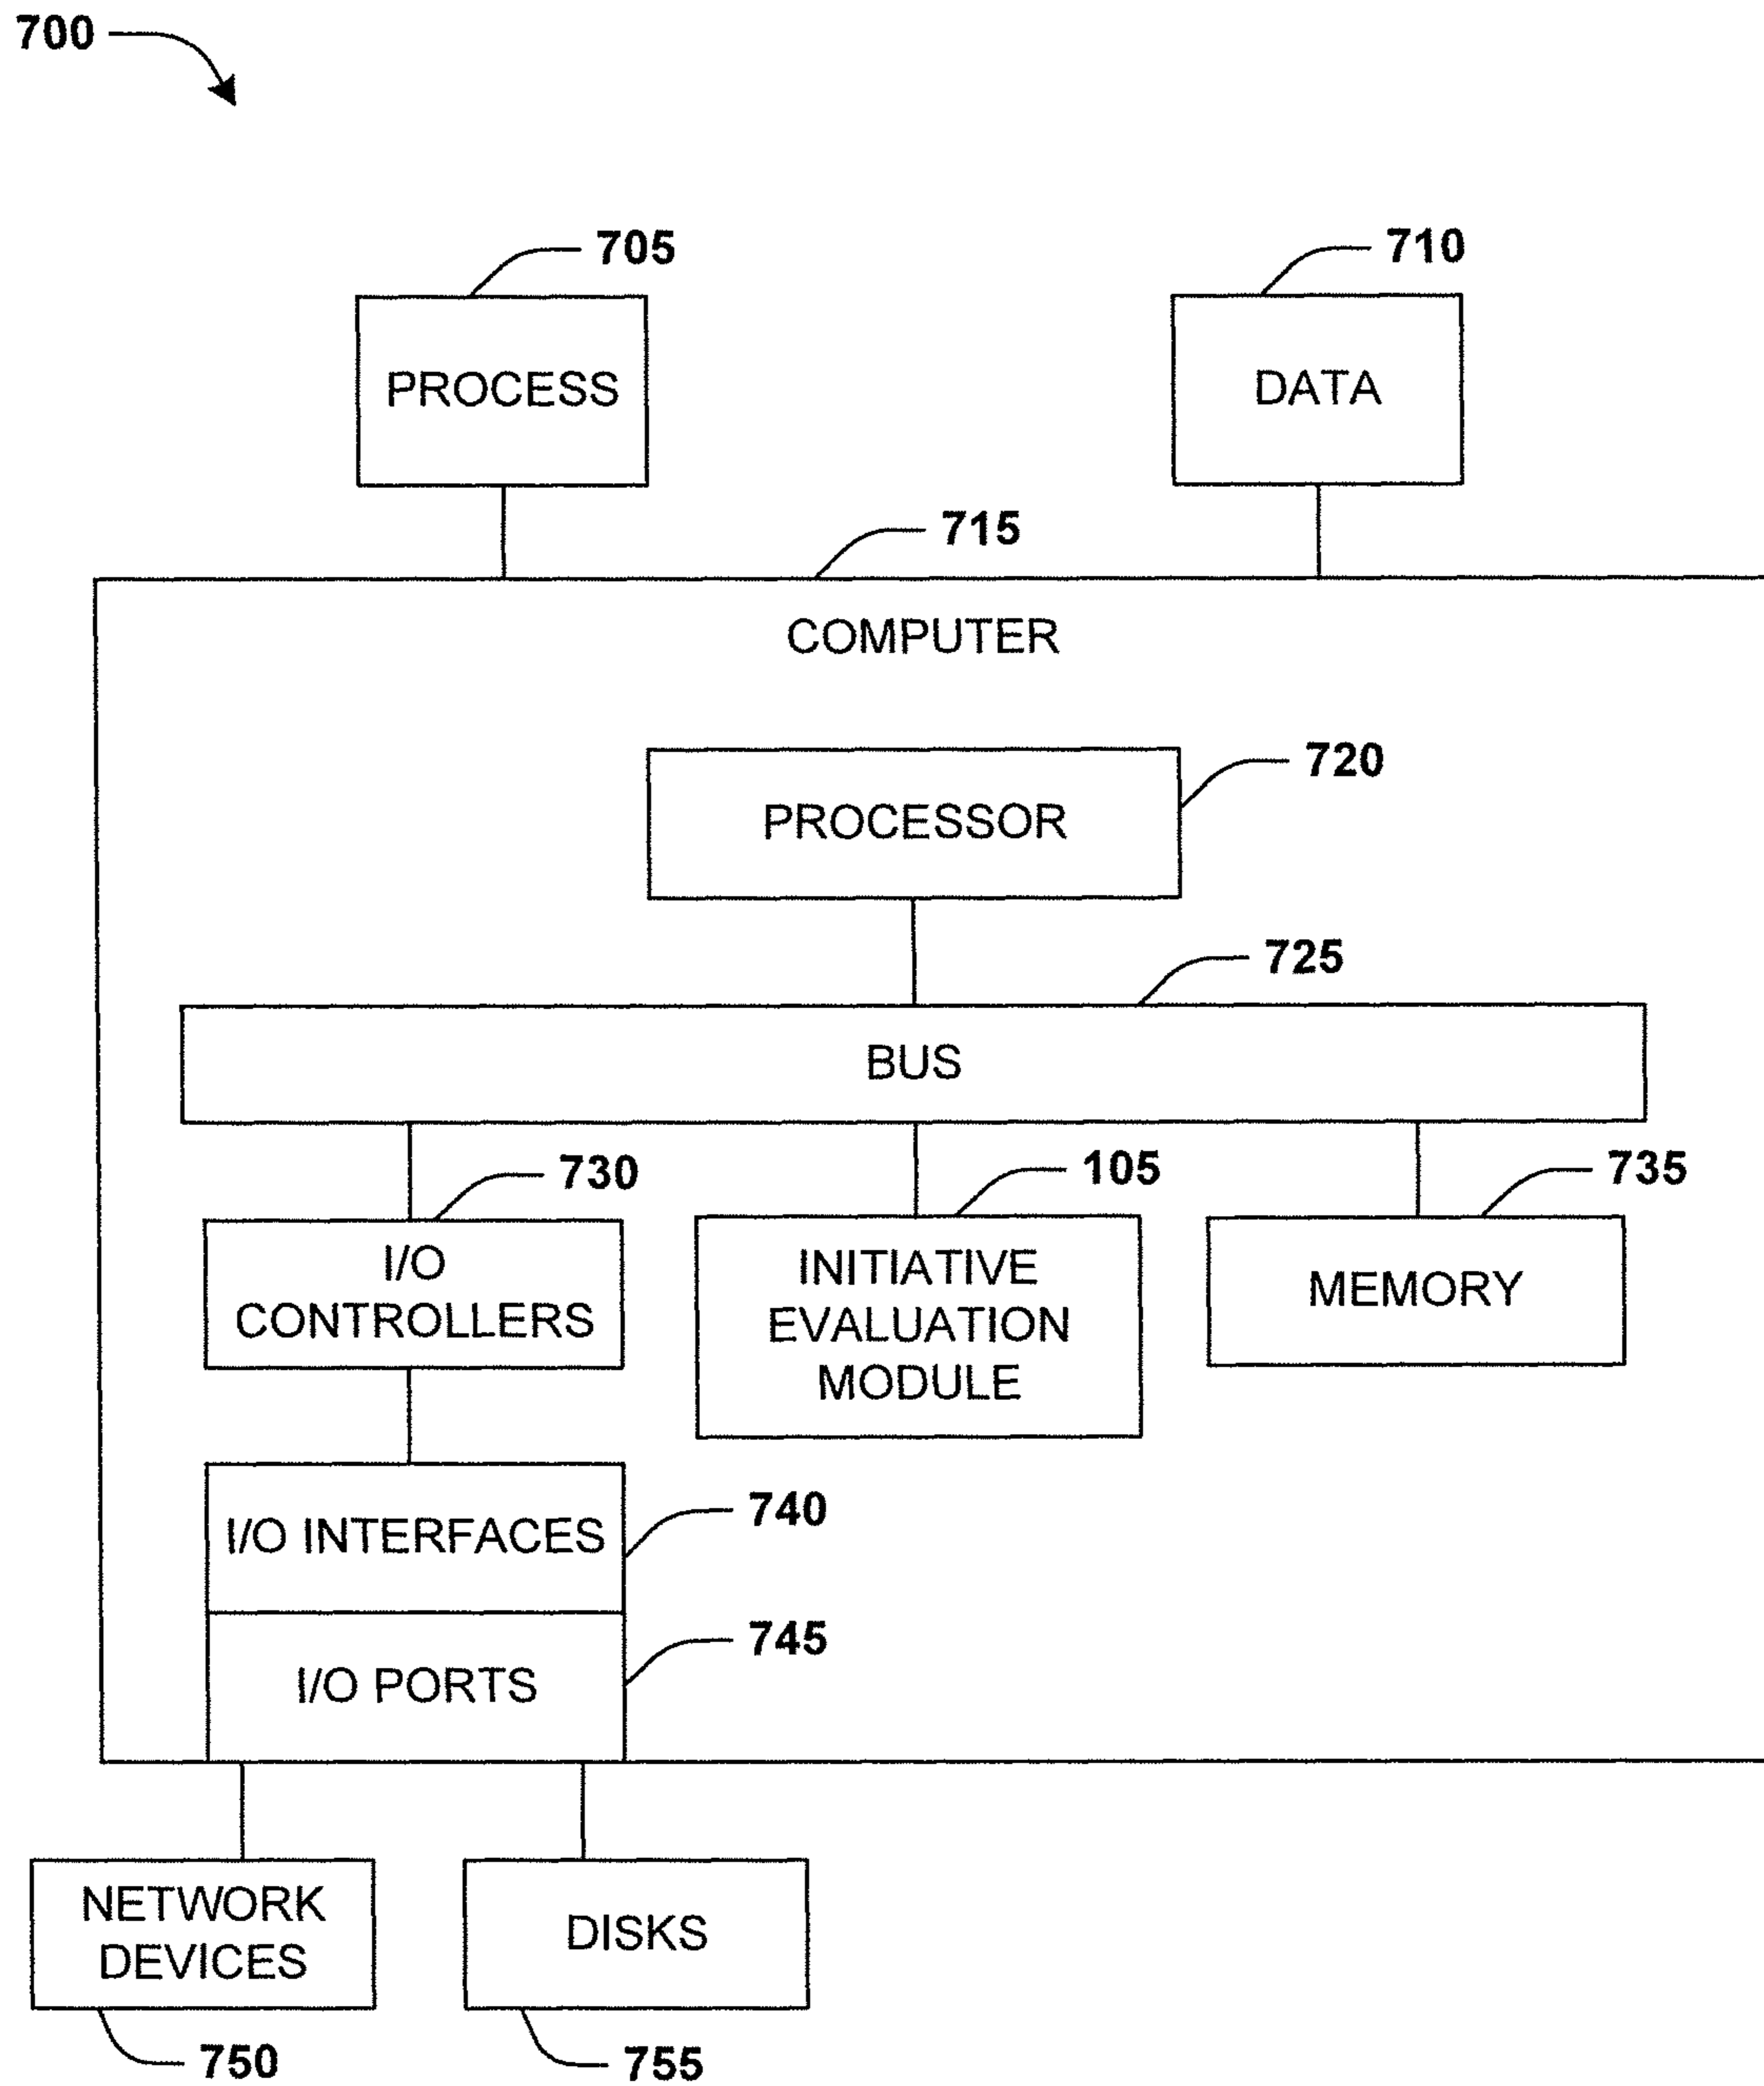 700
705
710
PROCESS
DATA
715
COMPUTER
720
PROCESSOR
725
BUS
730
105
735
I/O
CONTROLLERS
INITIATIVE
EVALUATION
MODULE
MEMORY
I/O INTERFACES
740
I/O PORTS
745
NETWORK
DEVICES
DISKS
750
755